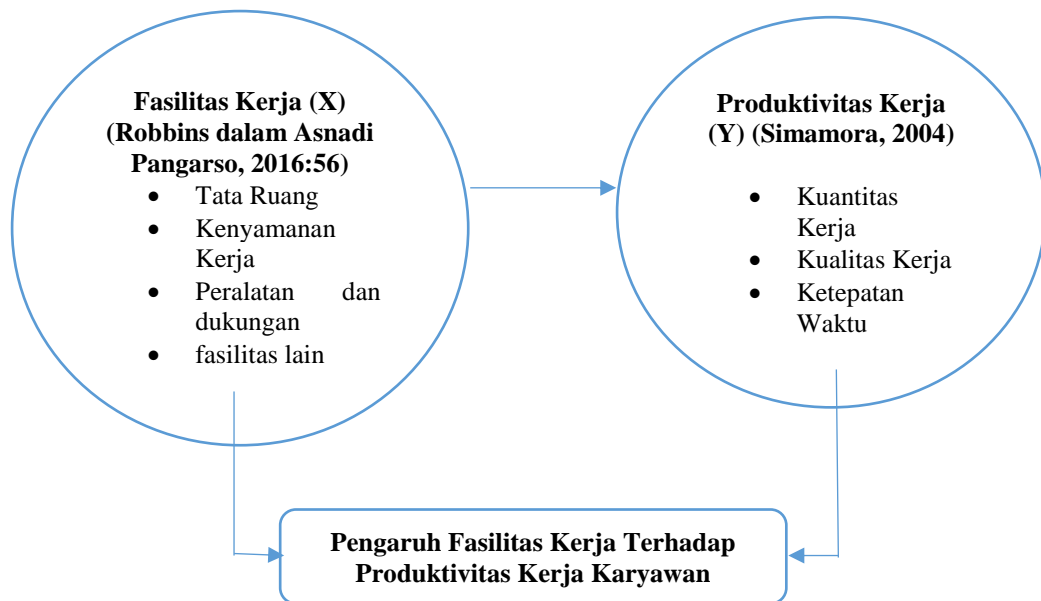 Fasilitas Kerja (X)
(Robbins dalam Asnadi
Pangarso, 2016:56)
• Tata Ruang
• Kenyamanan
Kerja
• Peralatan dan
dukungan
• fasilitas lain
Produktivitas Kerja
(Y) (Simamora, 2004)
• Kuantitas
Kerja
• Kualitas Kerja
• Ketepatan
Waktu
Pengaruh Fasilitas Kerja Terhadap
Produktivitas Kerja Karyawan